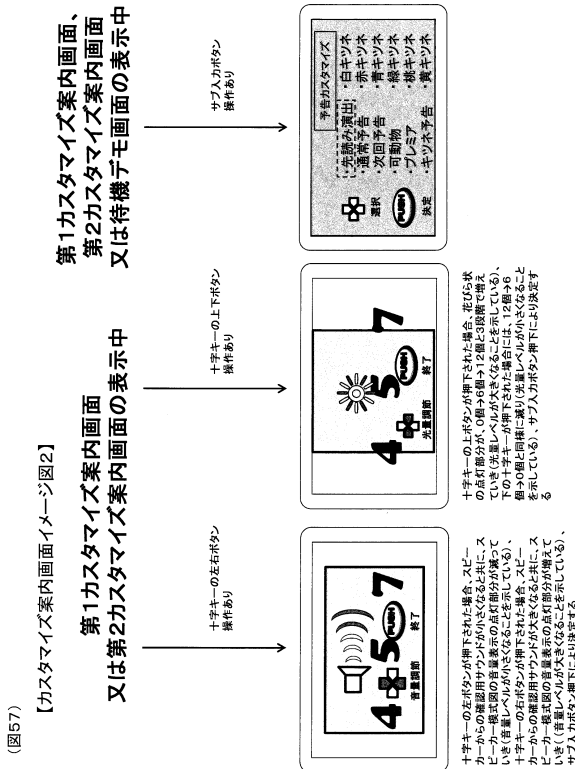 (図57)
【カスタマイズ案内画面イメージ図2】
第1カスタマイズ案内画面
又は第2カスタマイズ案内画面の表示中
十字キーの左右ボタン
操作あり
4 5 7
音量調節
PUSH
終了
十字キーの左ボタンが押下された場合、スピー
カーからの確認用サウンドが小さくなると共に、ス
ピーカー模式図の音量表示の点灯部分が減って
いき(音量レベルが小さくなることを示している)、
十字キーの右ボタンが押下された場合、スピー
カーからの確認用サウンドが大きくなると共に、ス
ピーカー模式図の音量表示の点灯部分が増えて
いき((音量レベルが大きくなることを示している)、
サブ入力ボタン押下により決定する
十字キーの上下ボタン
操作あり
4 5 7
光量調節
PUSH
終了
十字キーの上ボタンが押下された場合、花びら状
の点灯部分が、0個→6個→12個と3段階で増え
ていき(光量レベルが大きくなることを示している)、
下の十字キーが押下された場合には、12個→6
個→0個と同様に減り(光量レベルが小さくなること
を示している)、サブ入力ボタン押下により決定す
る
第1カスタマイズ案内画面、
第2カスタマイズ案内画面
又は待機デモ画面の表示中
サブ入力ボタン
操作あり
予告カスタマイズ
選択
PUSH
決定
・先読み演出 ・白キツネ
・通常予告 ・赤キツネ
・次回予告 ・青キツネ
・可動物 ・緑キツネ
・プレミア ・桃キツネ
・キツネ予告 ・黄キツネ